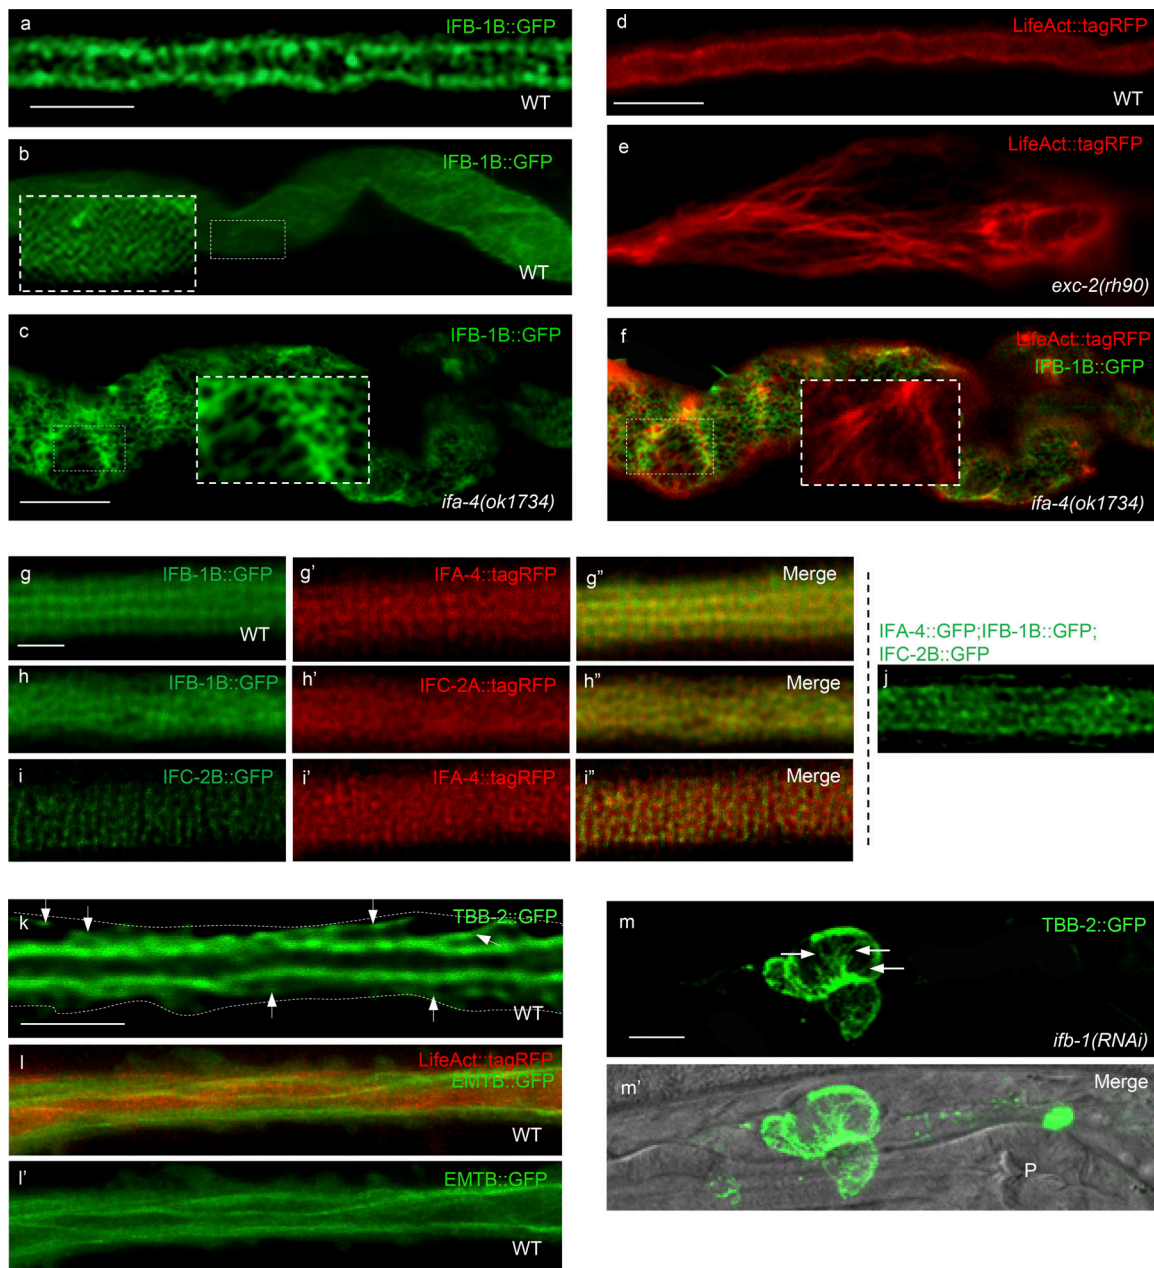 a
IFB-1B::GFP
WT
b
IFB-1B::GFP
WT
c
IFB-1B::GFP
ifa-4(ok1734)
d
LifeAct::tagRFP
WT
e
LifeAct::tagRFP
exc-2(rh90)
f
LifeAct::tagRFP
IFB-1B::GFP
ifa-4(ok1734)
g
IFB-1B::GFP
WT
g'
IFA-4::tagRFP
g"
Merge
h
IFB-1B::GFP
h'
IFC-2A::tagRFP
h"
Merge
i
IFC-2B::GFP
i'
IFA-4::tagRFP
i"
Merge
IFA-4::GFP;IFB-1B::GFP;
IFC-2B::GFP
j
k
TBB-2::GFP
WT
l
LifeAct::tagRFP
EMTB::GFP
WT
l'
EMTB::GFP
WT
m
TBB-2::GFP
ifb-1(RNAi)
m'
Merge
P